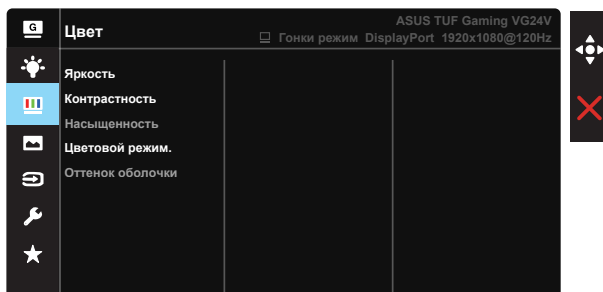 G
Цвет
ASUS TUF Gaming VG24V
Гонки режим DisplayPort 1920x1080@120Hz
Яркость
Контрастность
Насыщенность
Цветовой режим.
Оттенок оболочки